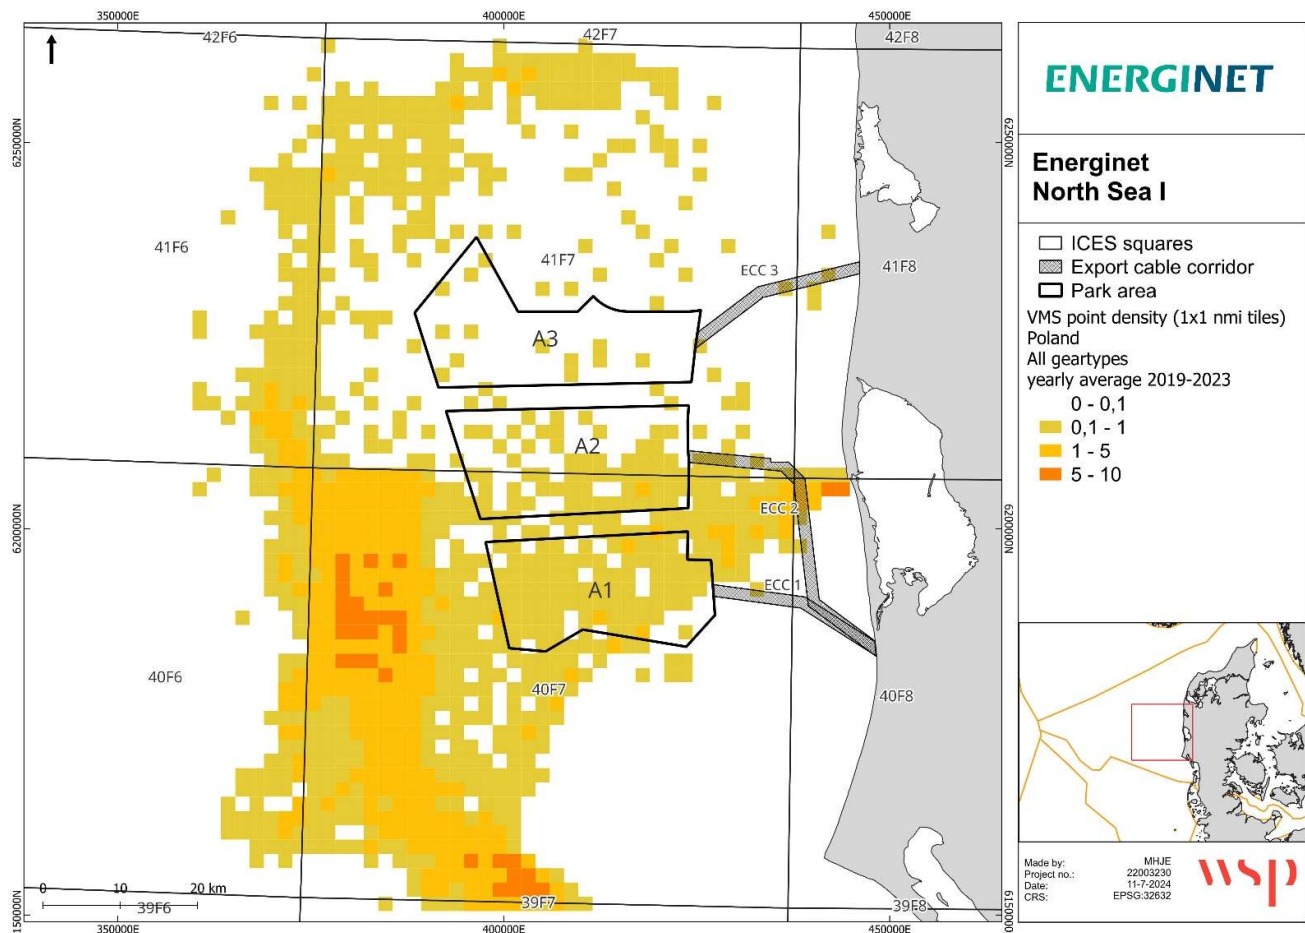 350000E
400000E
450000E
42F6
42F7
42F8
6250000N
6250000N
41F6
41F7
ECC 3
41F8
A3
A2
ECC 2
6200000N
6200000N
A1
ECC 1
40F6
40F7
40F8
0 10 20 km
39F6
39F7
39F8
150000N
6150000
350000E
400000E
450000E
ENERGINET
Energinet
North Sea I
ICES squares
Export cable corridor
Park area
VMS point density (1x1 nmi tiles)
Poland
All geartypes
yearly average 2019-2023
0 - 0,1
0,1 - 1
1 - 5
5 - 10
Made by: MHJE
Project no.: 22003230
Date: 11-7-2024
CRS: EPSG:32632
wsp